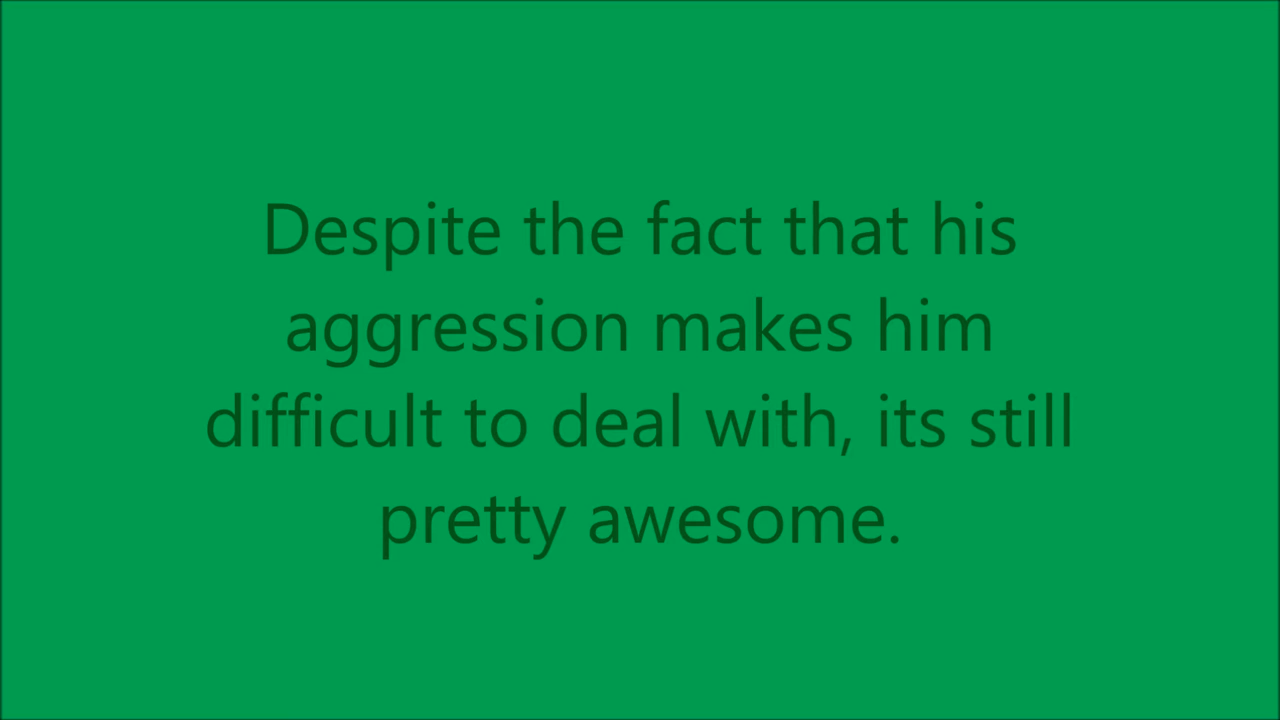 Despite the fact that his
aggression makes him
difficult to deal with, its still
pretty awesome.